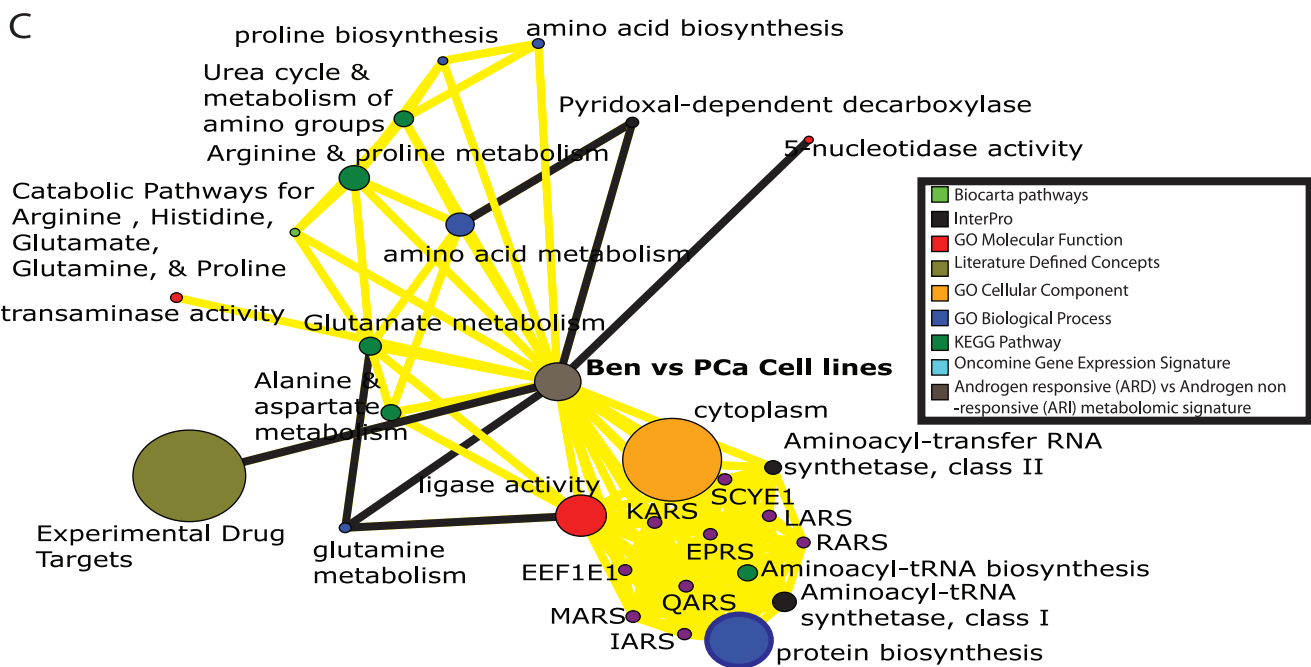 C
proline biosynthesis
amino acid biosynthesis
Urea cycle &
metabolism of
amino groups
Pyridoxal-dependent decarboxylase
5-nucleotidase activity
Arginine & proline metabolism
Catabolic Pathways for
Arginine , Histidine,
Glutamate,
Glutamine, & Proline
amino acid metabolism
transaminase activity
Glutamate metabolism
Ben vs PCa Cell lines
Alanine &
aspartate
metabolism
cytoplasm
Aminoacyl-transfer RNA
synthetase, class II
ligase activity
SCYE1
KARS
LARS
RARS
EPRS
Experimental Drug
Targets
glutamine
metabolism
EEF1E1
Aminoacyl-tRNA biosynthesis
QARS
Aminoacyl-tRNA
synthetase, class I
MARS
IARS
protein biosynthesis
Biocarta pathways
InterPro
GO Molecular Function
Literature Defined Concepts
GO Cellular Component
GO Biological Process
KEGG Pathway
Oncomine Gene Expression Signature
Androgen responsive (ARD) vs Androgen non
-responsive (ARI) metabolomic signature